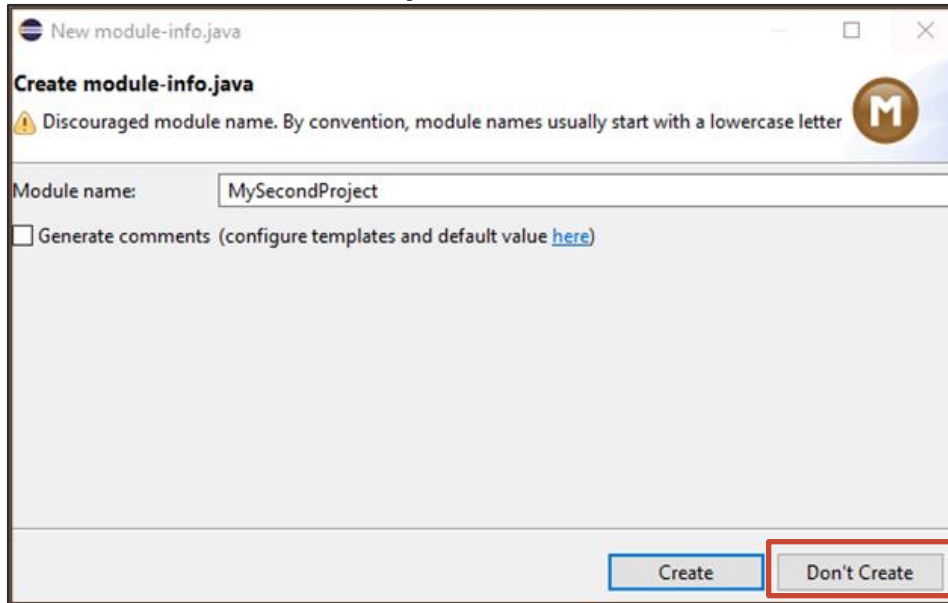 New module-info.java
Create module-info.java
Discouraged module name. By convention, module names usually start with a lowercase letter
M
Module name: MySecondProject
Generate comments (configure templates and default value here)
Create Don't Create